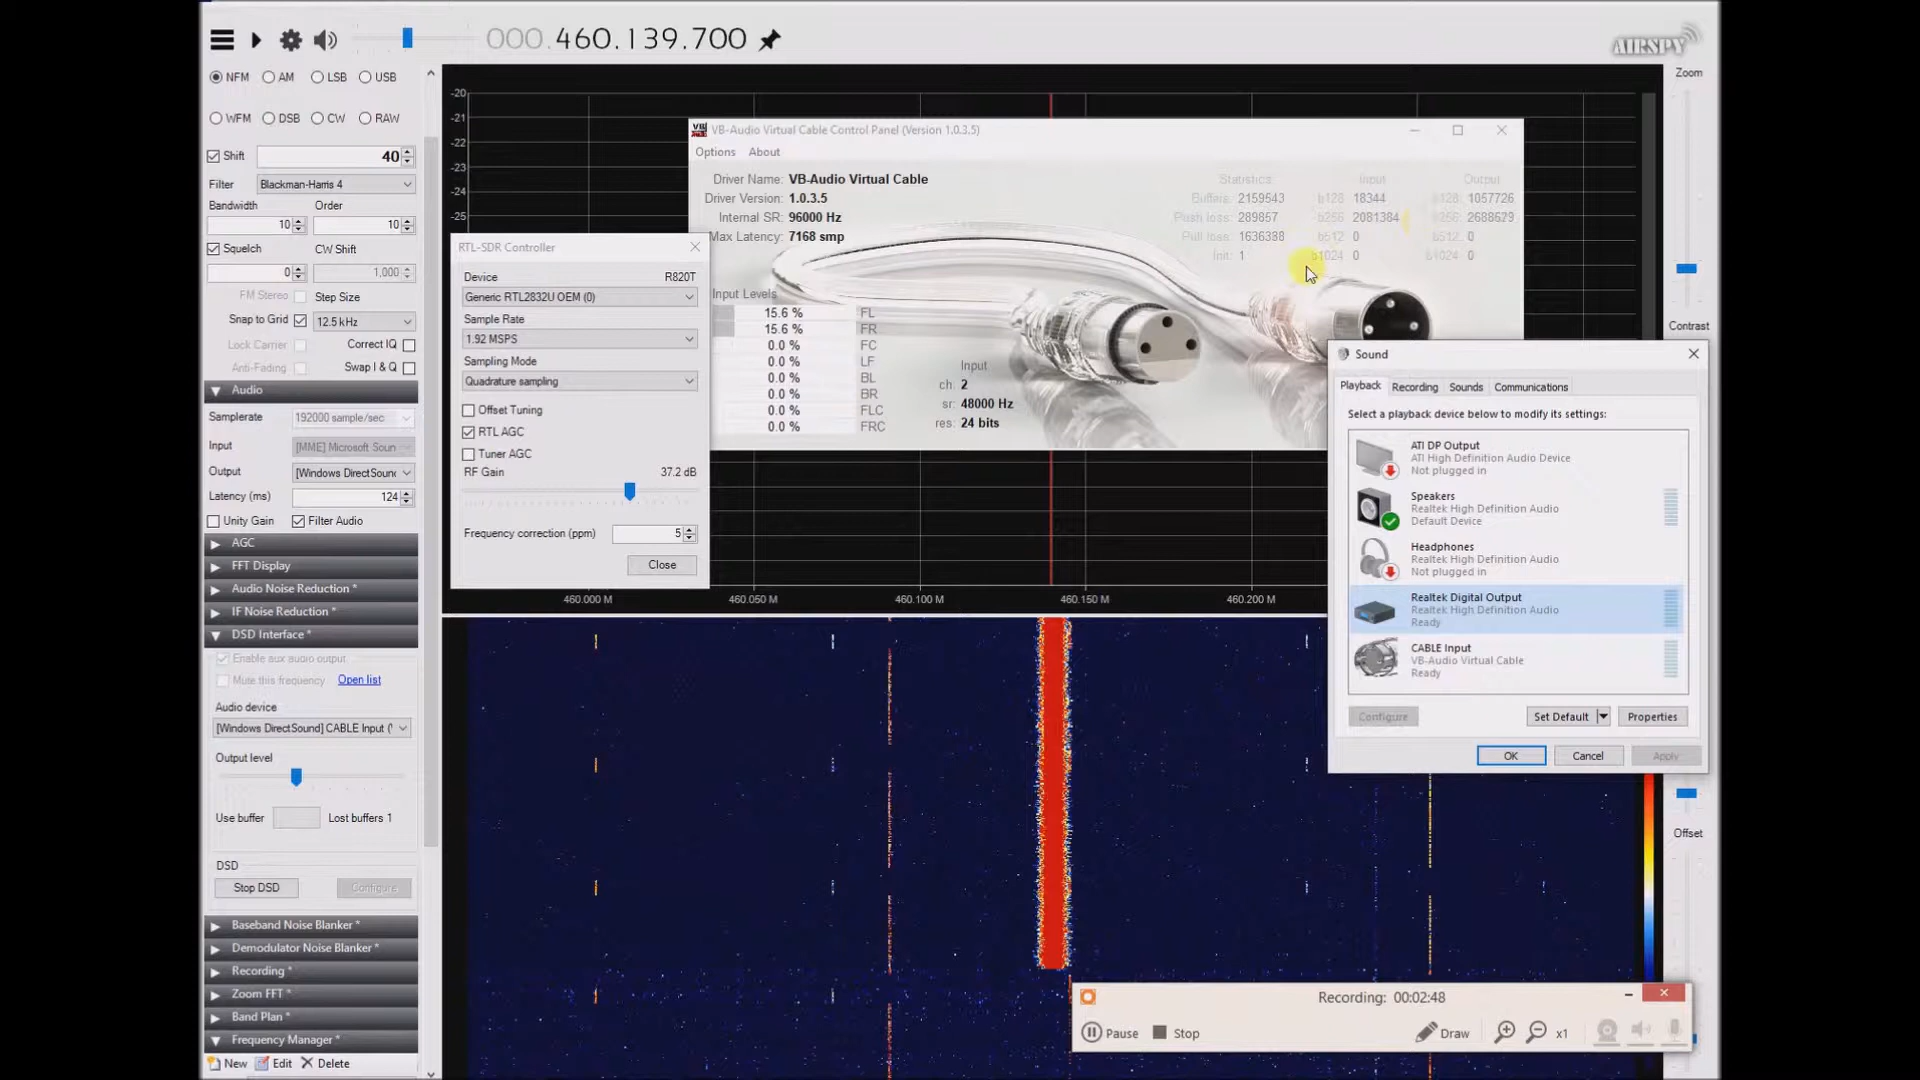 000.460.139.700
AIRSPY
NFM AM LSB USB
WFM DSB CW RAW
Shift 40
Filter Blackman-Harris 4
Bandwidth Order
10 10
Squelch CW Shift
0 1,000
FM Stereo Step Size
Snap to Grid 12.5 kHz
Lock Carrier Correct IQ
Anti-Fading Swap I & Q
Audio
Samplerate 192000 sample/sec
Input [MME] Microsoft Soun
Output [Windows DirectSound
Latency (ms) 124
Unity Gain Filter Audio
AGC
FFT Display
Audio Noise Reduction *
IF Noise Reduction *
DSD Interface *
Enable aux audio output
Mute this frequency Open list
Audio device
[Windows DirectSound] CABLE Input (V
Output level
Use buffer Lost buffers 1
DSD
Stop DSD Configure
Baseband Noise Blanker *
Demodulator Noise Blanker *
Recording *
Zoom FFT *
Band Plan *
Frequency Manager *
New Edit Delete
-20
-21
-22
-23
-24
-25
VB-Audio Virtual Cable Control Panel (Version 1.0.3.5)
Options About
Driver Name: VB-Audio Virtual Cable
Driver Version: 1.0.3.5
Internal SR: 96000 Hz
Max Latency: 7168 smp
Statistics: Input Output
Buffers: 2159543 b128 18344 b128: 1057726
Push loss: 289857 b256 2081384 b256: 2688629
Pull loss: 1636388 b512 0 b512: 0
Init: 1 b1024 0 b1024: 0
Input Levels
15.6 % FL
15.6 % FR
0.0 % FC
0.0 % LF
0.0 % BL
0.0 % BR
0.0 % FLC
0.0 % FRC
Input
ch: 2
sr: 48000 Hz
res: 24 bits
RTL-SDR Controller
Device R820T
Generic RTL2832U OEM (0)
Sample Rate
1.92 MSPS
Sampling Mode
Quadrature sampling
Offset Tuning
RTL AGC
Tuner AGC
RF Gain 37.2 dB
Frequency correction (ppm) 5
Close
460.000 M 460.050 M 460.100 M 460.150 M 460.200 M
Sound
Playback Recording Sounds Communications
Select a playback device below to modify its settings:
ATI DP Output
ATI High Definition Audio Device
Not plugged in
Speakers
Realtek High Definition Audio
Default Device
Headphones
Realtek High Definition Audio
Not plugged in
Realtek Digital Output
Realtek High Definition Audio
Ready
CABLE Input
VB-Audio Virtual Cable
Ready
Configure Set Default Properties
OK Cancel Apply
Zoom
Contrast
Offset
Recording: 00:02:48
Pause Stop Draw x1